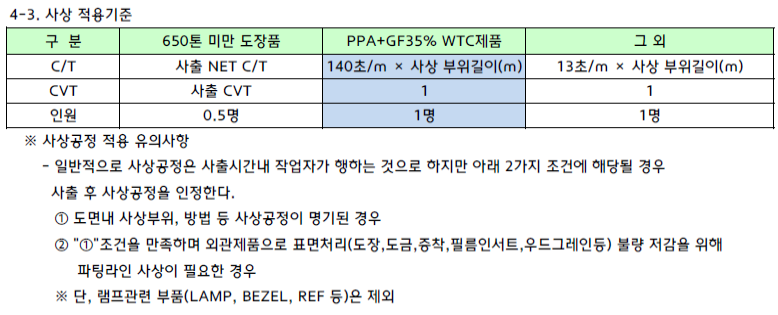 4-3. 사상 적용기준
구 분 650톤 미만 도장품 PPA+GF35% WTC제품 그 외
C/T 사출 NET C/T 140초/m × 사상 부위길이(m) 13초/m × 사상 부위길이(m)
CVT 사출 CVT 1 1
인원 0.5명 1명 1명
※ 사상공정 적용 유의사항
- 일반적으로 사상공정은 사출시간내 작업자가 행하는 것으로 하지만 아래 2가지 조건에 해당될 경우
사출 후 사상공정을 인정한다.
① 도면내 사상부위, 방법 등 사상공정이 명기된 경우
② "①"조건을 만족하며 외관제품으로 표면처리(도장,도금,증착,필름인서트,우드그레인등) 불량 저감을 위해
파팅라인 사상이 필요한 경우
※ 단, 램프관련 부품(LAMP, BEZEL, REF 등)은 제외